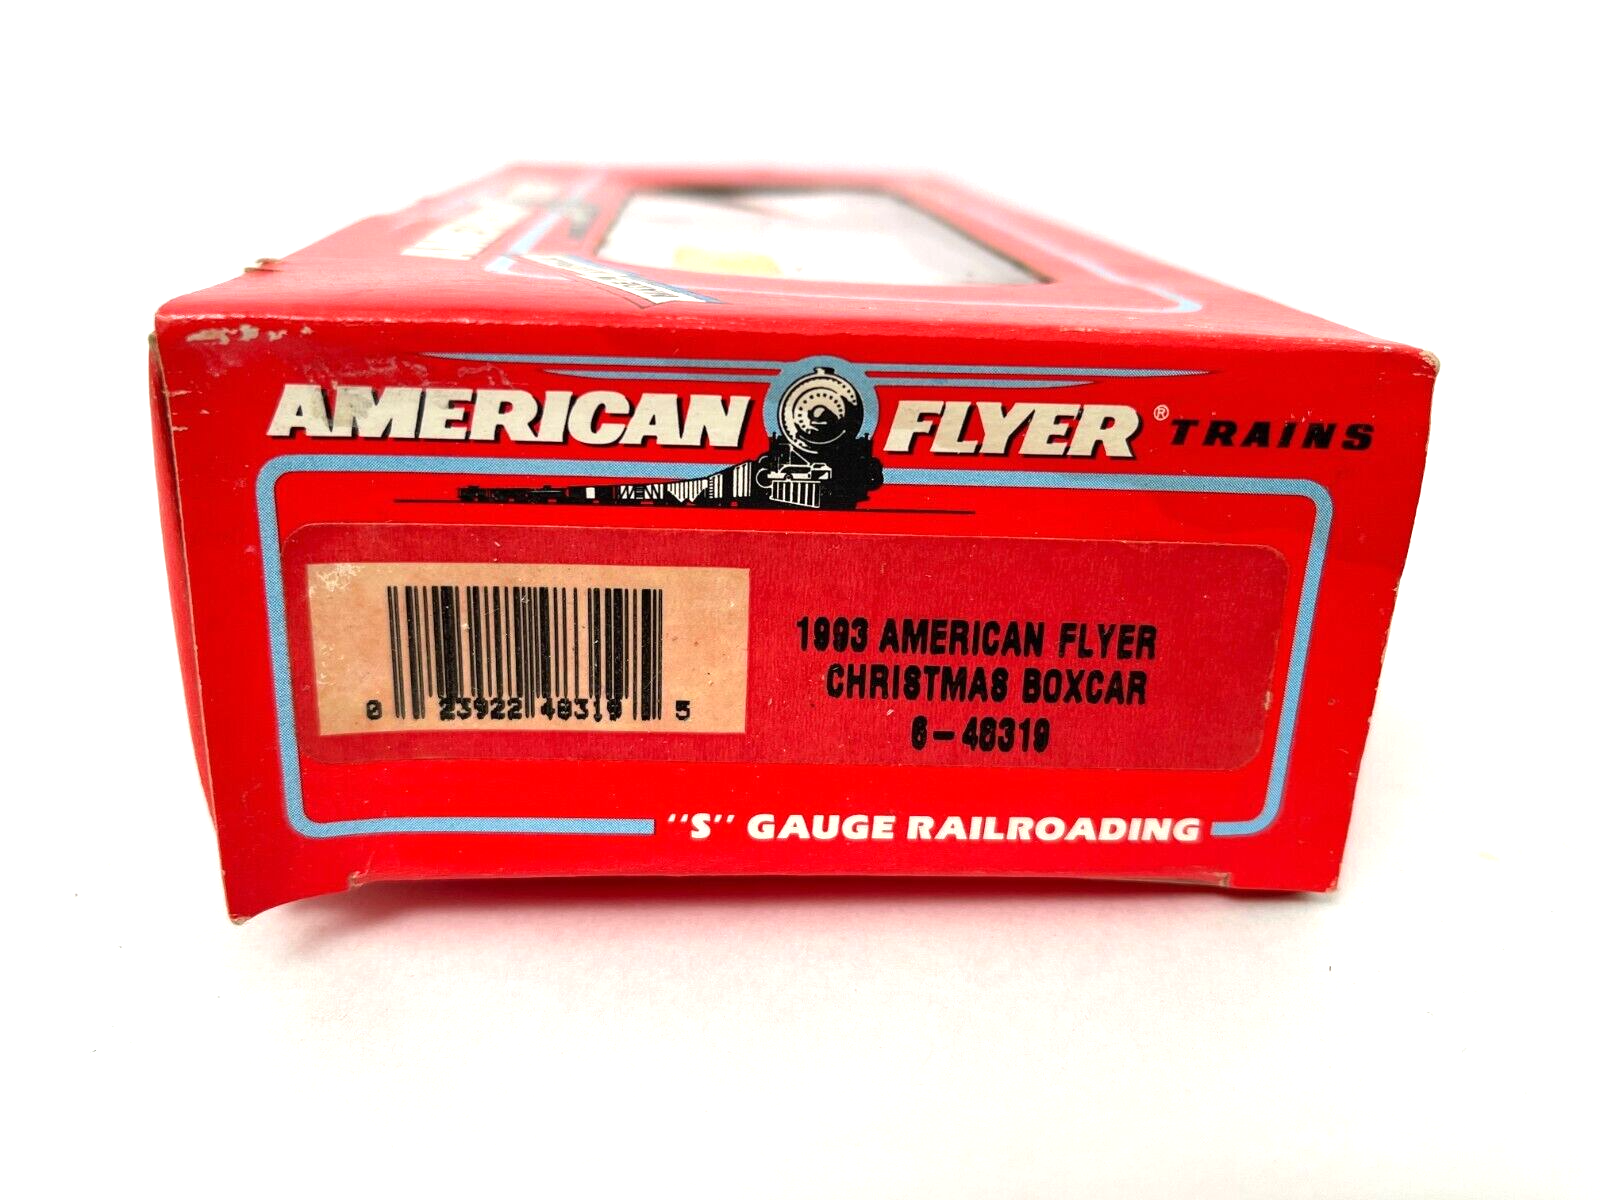 AMERICAN FLYER® TRAINS
1993 AMERICAN FLYER
CHRISTMAS BOXCAR
6-48319
0 23922 48319 5
"S" GAUGE RAILROADING